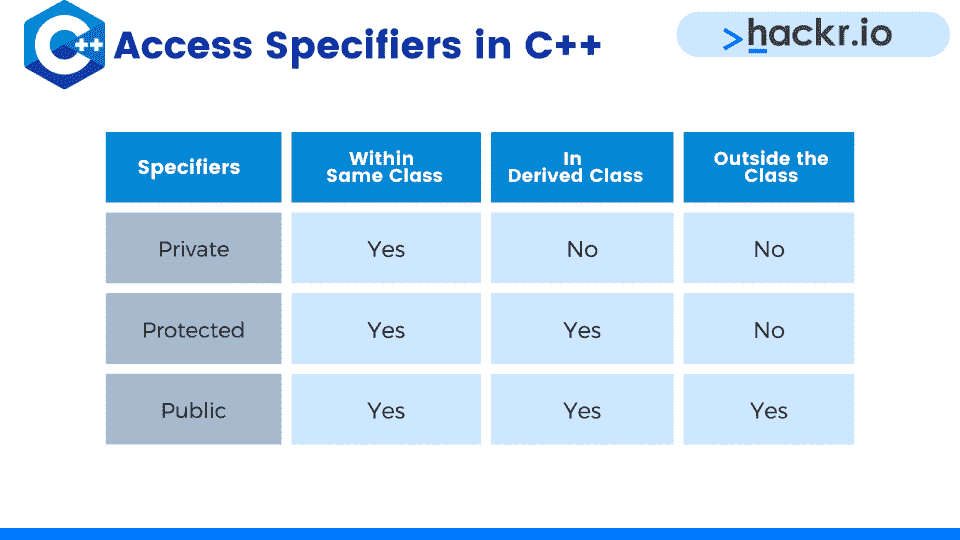 C++
Access Specifiers in C++
>hackr.io
Specifiers
Within
Same Class
In
Derived Class
Outside the
Class
Private
Yes
No
No
Protected
Yes
Yes
No
Public
Yes
Yes
Yes